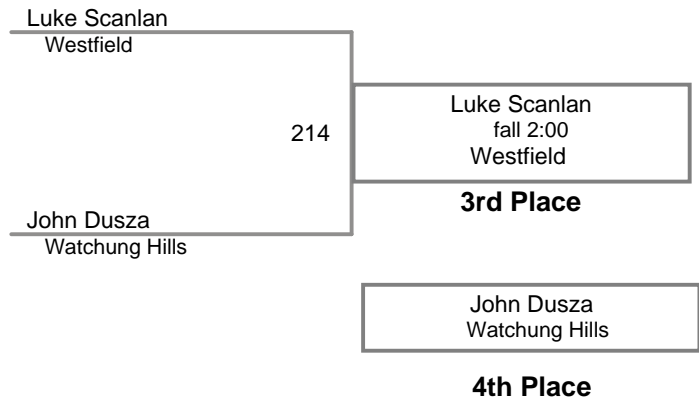 Luke Scanlan
Westfield
214
Luke Scanlan
fall 2:00
Westfield
3rd Place
John Dusza
Watchung Hills
John Dusza
Watchung Hills
4th Place